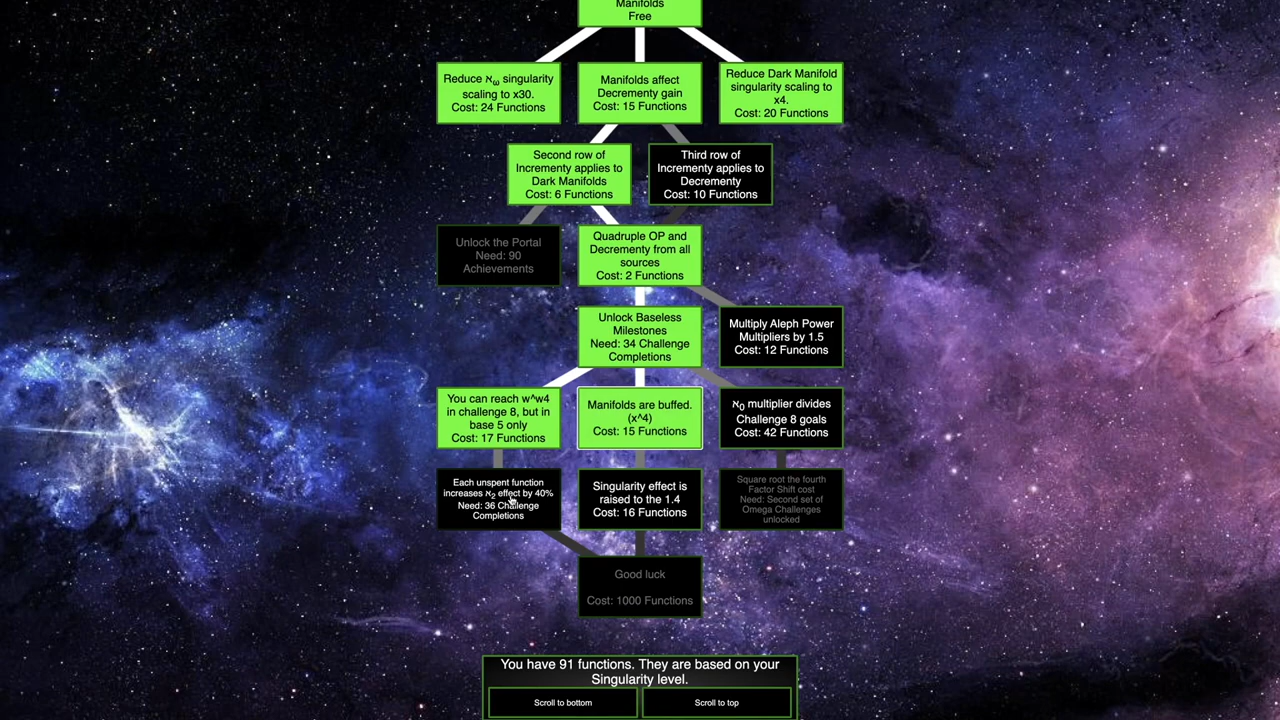 Manifolds
Free
Reduce ℵω singularity
scaling to x30.
Cost: 24 Functions
Manifolds affect
Decrementy gain
Cost: 15 Functions
Reduce Dark Manifold
singularity scaling to
x4.
Cost: 20 Functions
Second row of
Incrementy applies to
Dark Manifolds
Cost: 6 Functions
Third row of
Incrementy applies to
Decrementy
Cost: 10 Functions
Unlock the Portal
Need: 90
Achievements
Quadruple OP and
Decrementy from all
sources
Cost: 2 Functions
Unlock Baseless
Milestones
Need: 34 Challenge
Completions
Multiply Aleph Power
Multipliers by 1.5
Cost: 12 Functions
You can reach w^w4
in challenge 8, but in
base 5 only
Cost: 17 Functions
Manifolds are buffed.
(x^4)
Cost: 15 Functions
ℵ0 multiplier divides
Challenge 8 goals
Cost: 42 Functions
Each unspent function
increases ℵ2 effect by 40%
Need: 36 Challenge
Completions
Singularity effect is
raised to the 1.4
Cost: 16 Functions
Square root the fourth
Factor Shift cost
Need: Second set of
Omega Challenges
unlocked
Good luck
Cost: 1000 Functions
You have 91 functions. They are based on your
Singularity level.
Scroll to bottom
Scroll to top